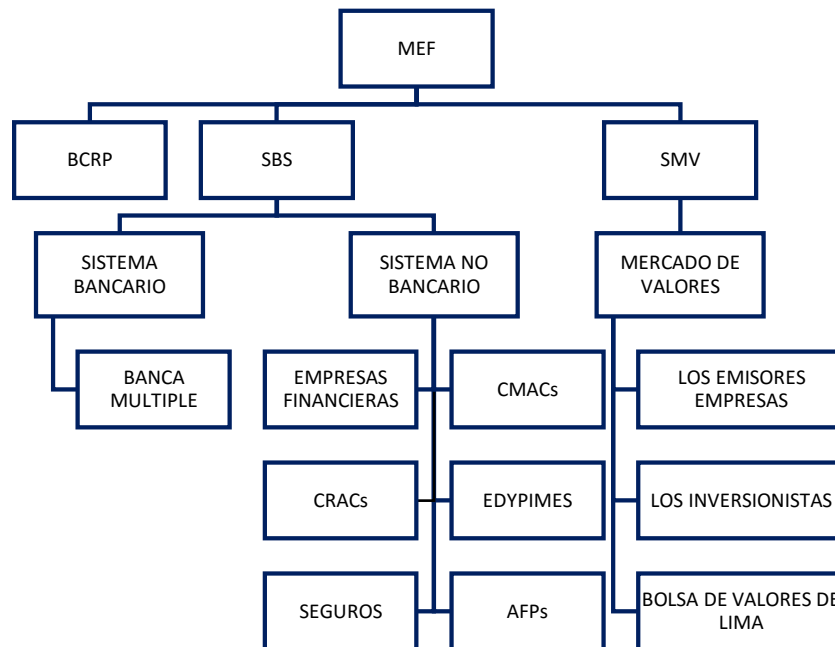 MEF
BCRP
SBS
SMV
SISTEMA
BANCARIO
SISTEMA NO
BANCARIO
MERCADO DE
VALORES
BANCA
MULTIPLE
EMPRESAS
FINANCIERAS
CMACs
LOS EMISORES
EMPRESAS
CRACs
EDYPIMES
LOS INVERSIONISTAS
SEGUROS
AFPs
BOLSA DE VALORES DE
LIMA